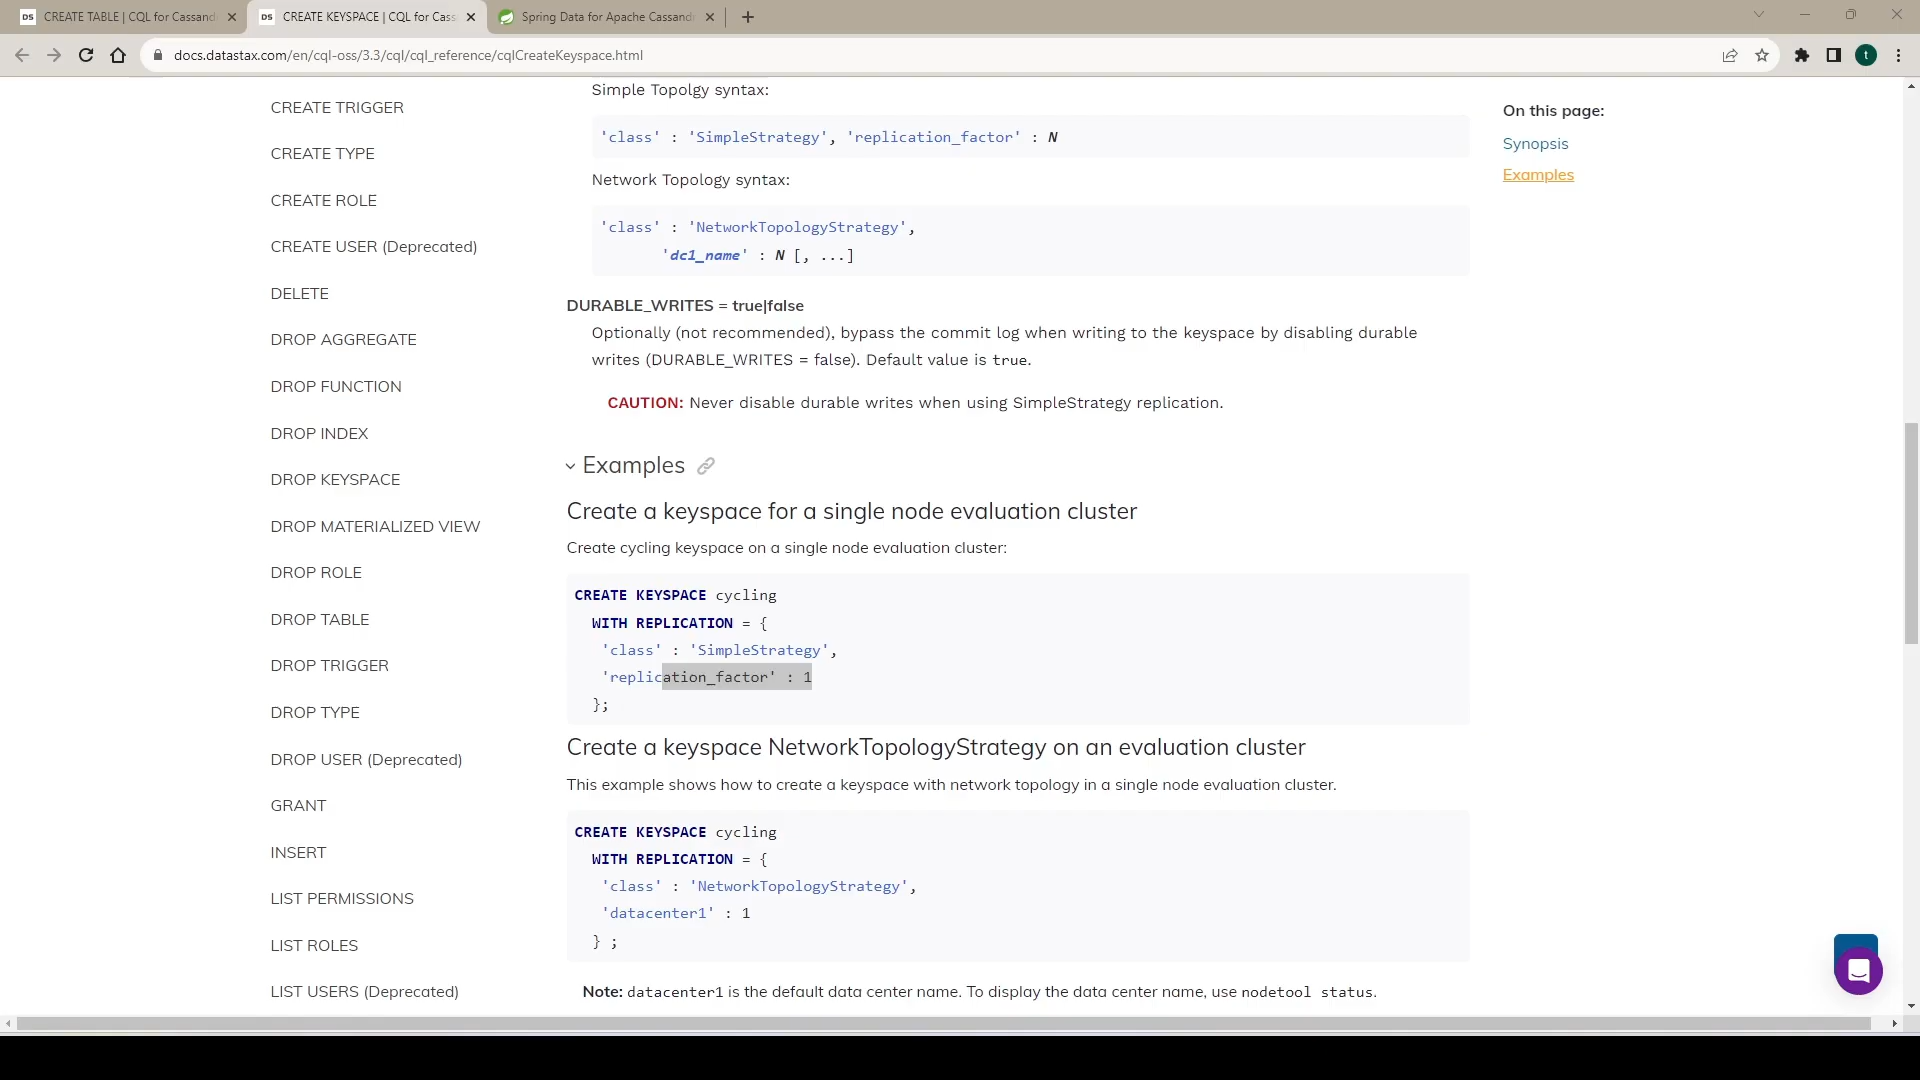 CREATE TABLE | CQL for Cassand
CREATE KEYSPACE | CQL for Cass
Spring Data for Apache Cassand
docs.datastax.com/en/cql-oss/3.3/cql/cql_reference/cqlCreateKeyspace.html
t
CREATE TRIGGER
CREATE TYPE
CREATE ROLE
CREATE USER (Deprecated)
DELETE
DROP AGGREGATE
DROP FUNCTION
DROP INDEX
DROP KEYSPACE
DROP MATERIALIZED VIEW
DROP ROLE
DROP TABLE
DROP TRIGGER
DROP TYPE
DROP USER (Deprecated)
GRANT
INSERT
LIST PERMISSIONS
LIST ROLES
LIST USERS (Deprecated)
Simple Topolgy syntax:
'class' : 'SimpleStrategy', 'replication_factor' : N
Network Topology syntax:
'class' : 'NetworkTopologyStrategy',
'dc1_name' : N [, ...]
DURABLE_WRITES = true|false
Optionally (not recommended), bypass the commit log when writing to the keyspace by disabling durable
writes (DURABLE_WRITES = false). Default value is true.
CAUTION: Never disable durable writes when using SimpleStrategy replication.
Examples
Create a keyspace for a single node evaluation cluster
Create cycling keyspace on a single node evaluation cluster:
CREATE KEYSPACE cycling
WITH REPLICATION = {
'class' : 'SimpleStrategy',
'replication_factor' : 1
};
Create a keyspace NetworkTopologyStrategy on an evaluation cluster
This example shows how to create a keyspace with network topology in a single node evaluation cluster.
CREATE KEYSPACE cycling
WITH REPLICATION = {
'class' : 'NetworkTopologyStrategy',
'datacenter1' : 1
} ;
Note: datacenter1 is the default data center name. To display the data center name, use nodetool status.
On this page:
Synopsis
Examples